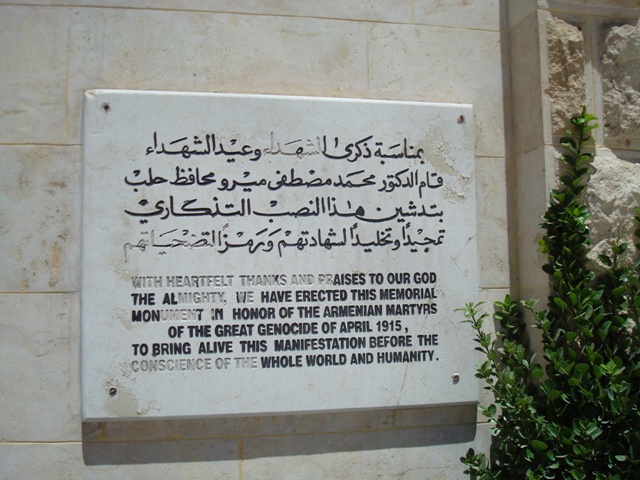 بمناسبة ذكرى الشهداء وعيد الشهداء
قام الدكتور محمد مصطفى ميرو محافظ حلب
بتدشين هذا النصب التذكاري
تمجيداً وتخليداً لشهادتهم ورمزاً لتضحياتهم
WITH HEARTFELT THANKS AND PRAISES TO OUR GOD
THE ALMIGHTY, WE HAVE ERECTED THIS MEMORIAL
MONUMENT IN HONOR OF THE ARMENIAN MARTYRS
OF THE GREAT GENOCIDE OF APRIL 1915,
TO BRING ALIVE THIS MANIFESTATION BEFORE THE
CONSCIENCE OF THE WHOLE WORLD AND HUMANITY.